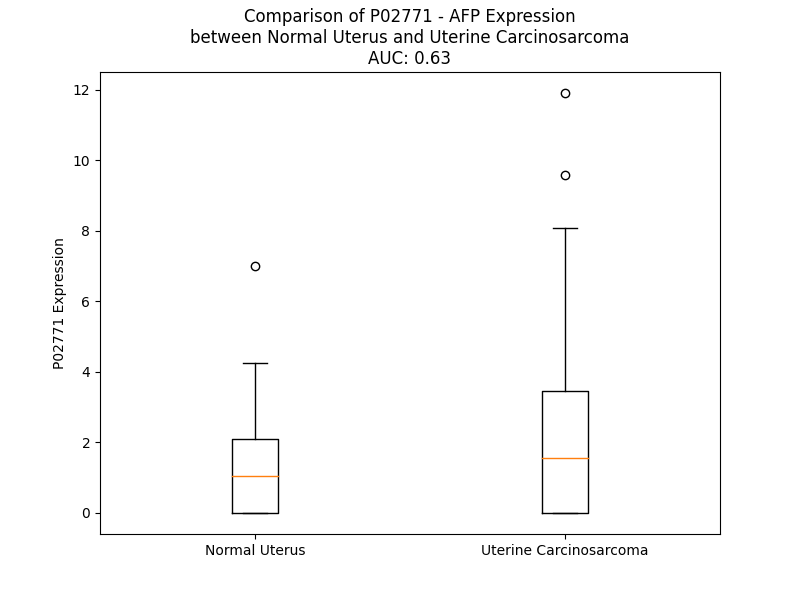 Comparison of P02771 - AFP Expression
between Normal Uterus and Uterine Carcinosarcoma
AUC: 0.63
12
10
8
6
4
2
0
P02771 Expression
Normal Uterus
Uterine Carcinosarcoma